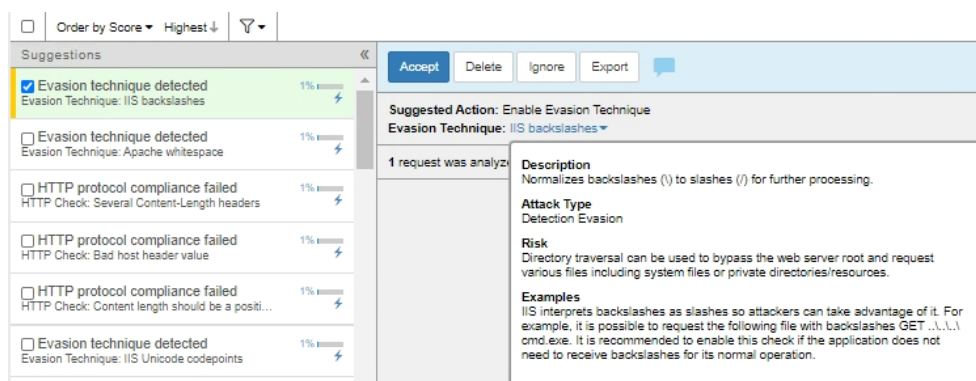 Order by Score Highest
Suggestions
Evasion technique detected 1%
Evasion Technique: IIS backslashes
Evasion technique detected 1%
Evasion Technique: Apache whitespace
HTTP protocol compliance failed 1%
HTTP Check: Several Content-Length headers
HTTP protocol compliance failed 1%
HTTP Check: Bad host header value
HTTP protocol compliance failed 1%
HTTP Check: Content length should be a positi...
Evasion technique detected 1%
Evasion Technique: IIS Unicode codepoints
Accept Delete Ignore Export
Suggested Action: Enable Evasion Technique
Evasion Technique: IIS backslashes
1 request was analyz
Description
Normalizes backslashes (\) to slashes (/) for further processing.
Attack Type
Detection Evasion
Risk
Directory traversal can be used to bypass the web server root and request
various files including system files or private directories/resources.
Examples
IIS interprets backslashes as slashes so attackers can take advantage of it. For
example, it is possible to request the following file with backslashes GET ..\..\..\
cmd.exe. It is recommended to enable this check if the application does not
need to receive backslashes for its normal operation.